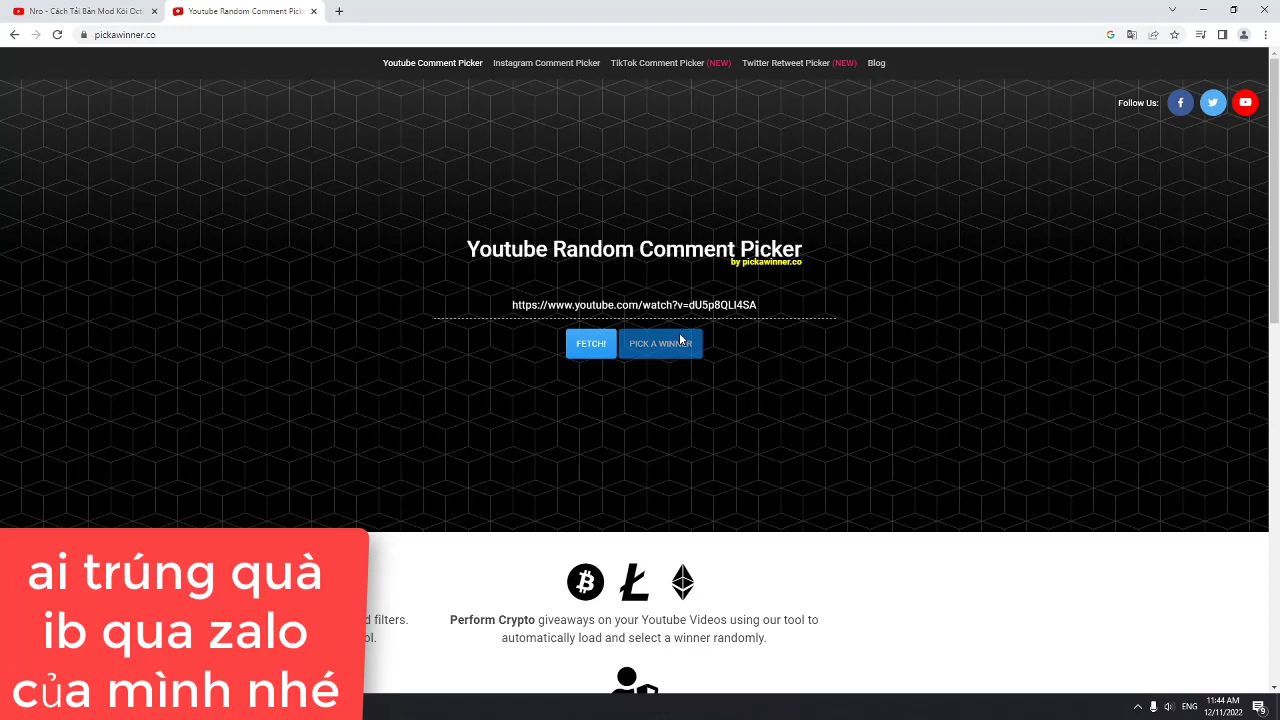 Nro - Cách Tải Bản Mod Kôi Octo
Youtube Random Comment Picker
pickawinner.co
Youtube Comment Picker Instagram Comment Picker TikTok Comment Picker (NEW) Twitter Retweet Picker (NEW) Blog
Follow Us:
Youtube Random Comment Picker
by pickawinner.co
https://www.youtube.com/watch?v=dU5p8QLI4SA
FETCH! PICK A WINNER
d filters.
ol.
Perform Crypto giveaways on your Youtube Videos using our tool to
automatically load and select a winner randomly.
ai trúng quà
ib qua zalo
của mình nhé
ENG
11:44 AM
12/11/2022
9